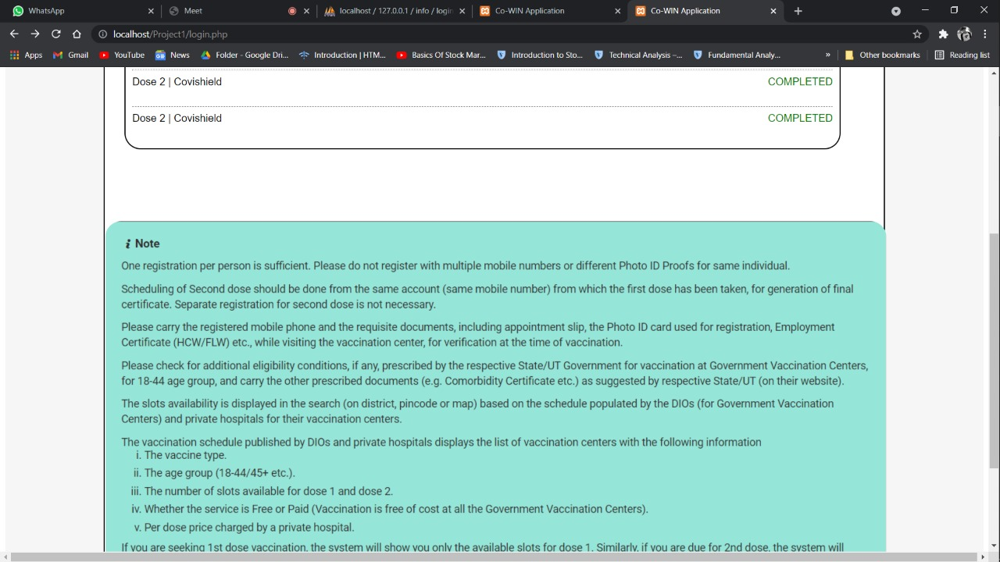 WhatsApp
Meet
localhost / 127.0.0.1 / info / login
Co-WIN Application
Co-WIN Application
localhost/Project1/login.php
Apps
Gmail
YouTube
News
Folder - Google Dri...
Introduction | HTM...
Basics Of Stock Mar...
Introduction to Sto...
Technical Analysis –...
Fundamental Analy...
»
Other bookmarks
Reading list
Dose 2 | Covishield COMPLETED
Dose 2 | Covishield COMPLETED
Note
One registration per person is sufficient. Please do not register with multiple mobile numbers or different Photo ID Proofs for same individual.
Scheduling of Second dose should be done from the same account (same mobile number) from which the first dose has been taken, for generation of final
certificate. Separate registration for second dose is not necessary.
Please carry the registered mobile phone and the requisite documents, including appointment slip, the Photo ID card used for registration, Employment
Certificate (HCW/FLW) etc., while visiting the vaccination center, for verification at the time of vaccination.
Please check for additional eligibility conditions, if any, prescribed by the respective State/UT Government for vaccination at Government Vaccination Centers,
for 18-44 age group, and carry the other prescribed documents (e.g. Comorbidity Certificate etc.) as suggested by respective State/UT (on their website).
The slots availability is displayed in the search (on district, pincode or map) based on the schedule populated by the DIOs (for Government Vaccination
Centers) and private hospitals for their vaccination centers.
The vaccination schedule published by DIOs and private hospitals displays the list of vaccination centers with the following information
i. The vaccine type.
ii. The age group (18-44/45+ etc.).
iii. The number of slots available for dose 1 and dose 2.
iv. Whether the service is Free or Paid (Vaccination is free of cost at all the Government Vaccination Centers).
v. Per dose price charged by a private hospital.
If you are seeking 1st dose vaccination, the system will show you only the available slots for dose 1. Similarly, if you are due for 2nd dose, the system will